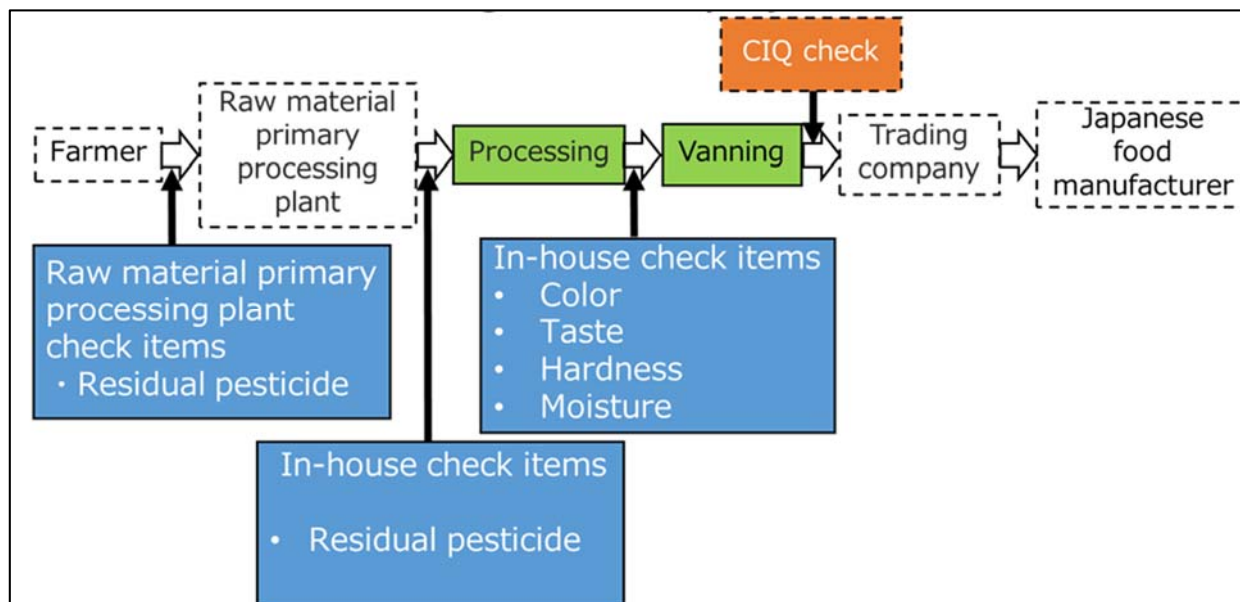 CIQ check
Farmer
Raw material
primary
processing
plant
Processing
Vanning
Trading
company
Japanese
food
manufacturer
Raw material primary
processing plant
check items
・Residual pesticide
In-house check items
• Color
• Taste
• Hardness
• Moisture
In-house check items
• Residual pesticide